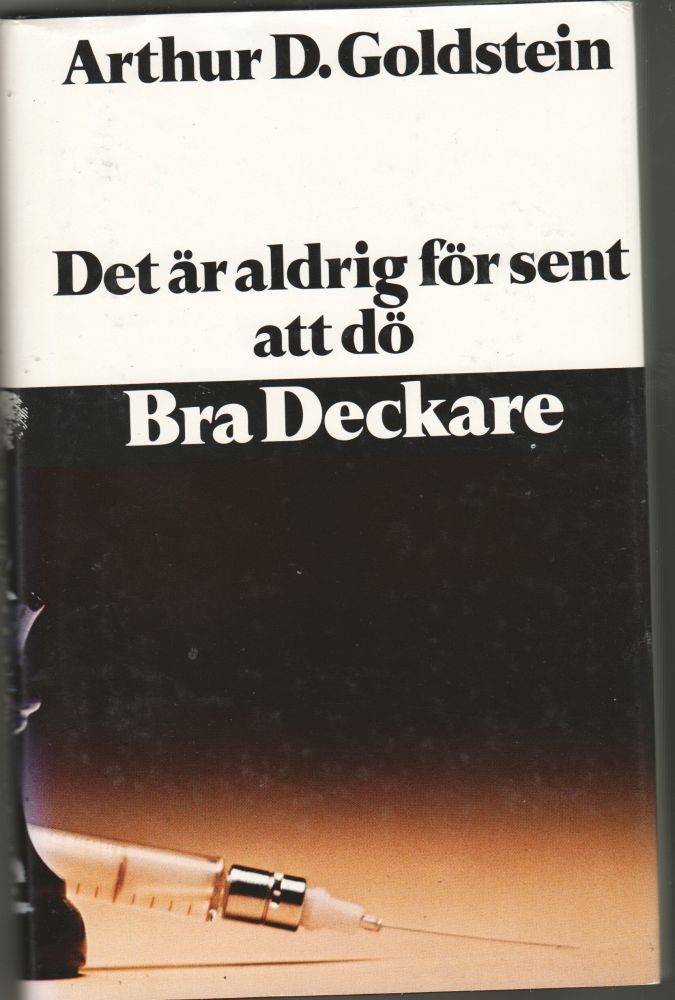 Arthur D. Goldstein
Det är aldrig för sent
att dö
Bra Deckare